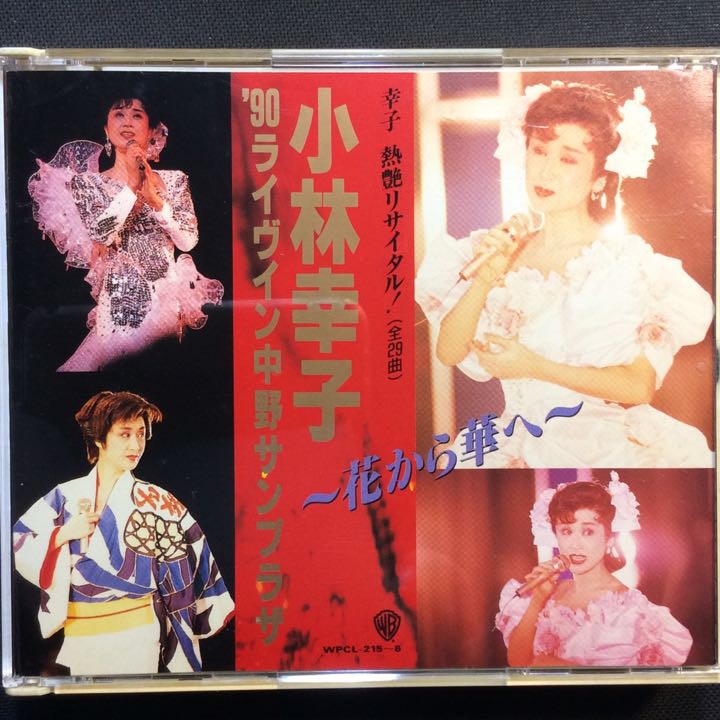 幸子 熱艶リサイタル!(全29曲)
小林幸子
'90ライヴイン中野サンプラザ
~花から華へ~
WB
WPCL-215~6